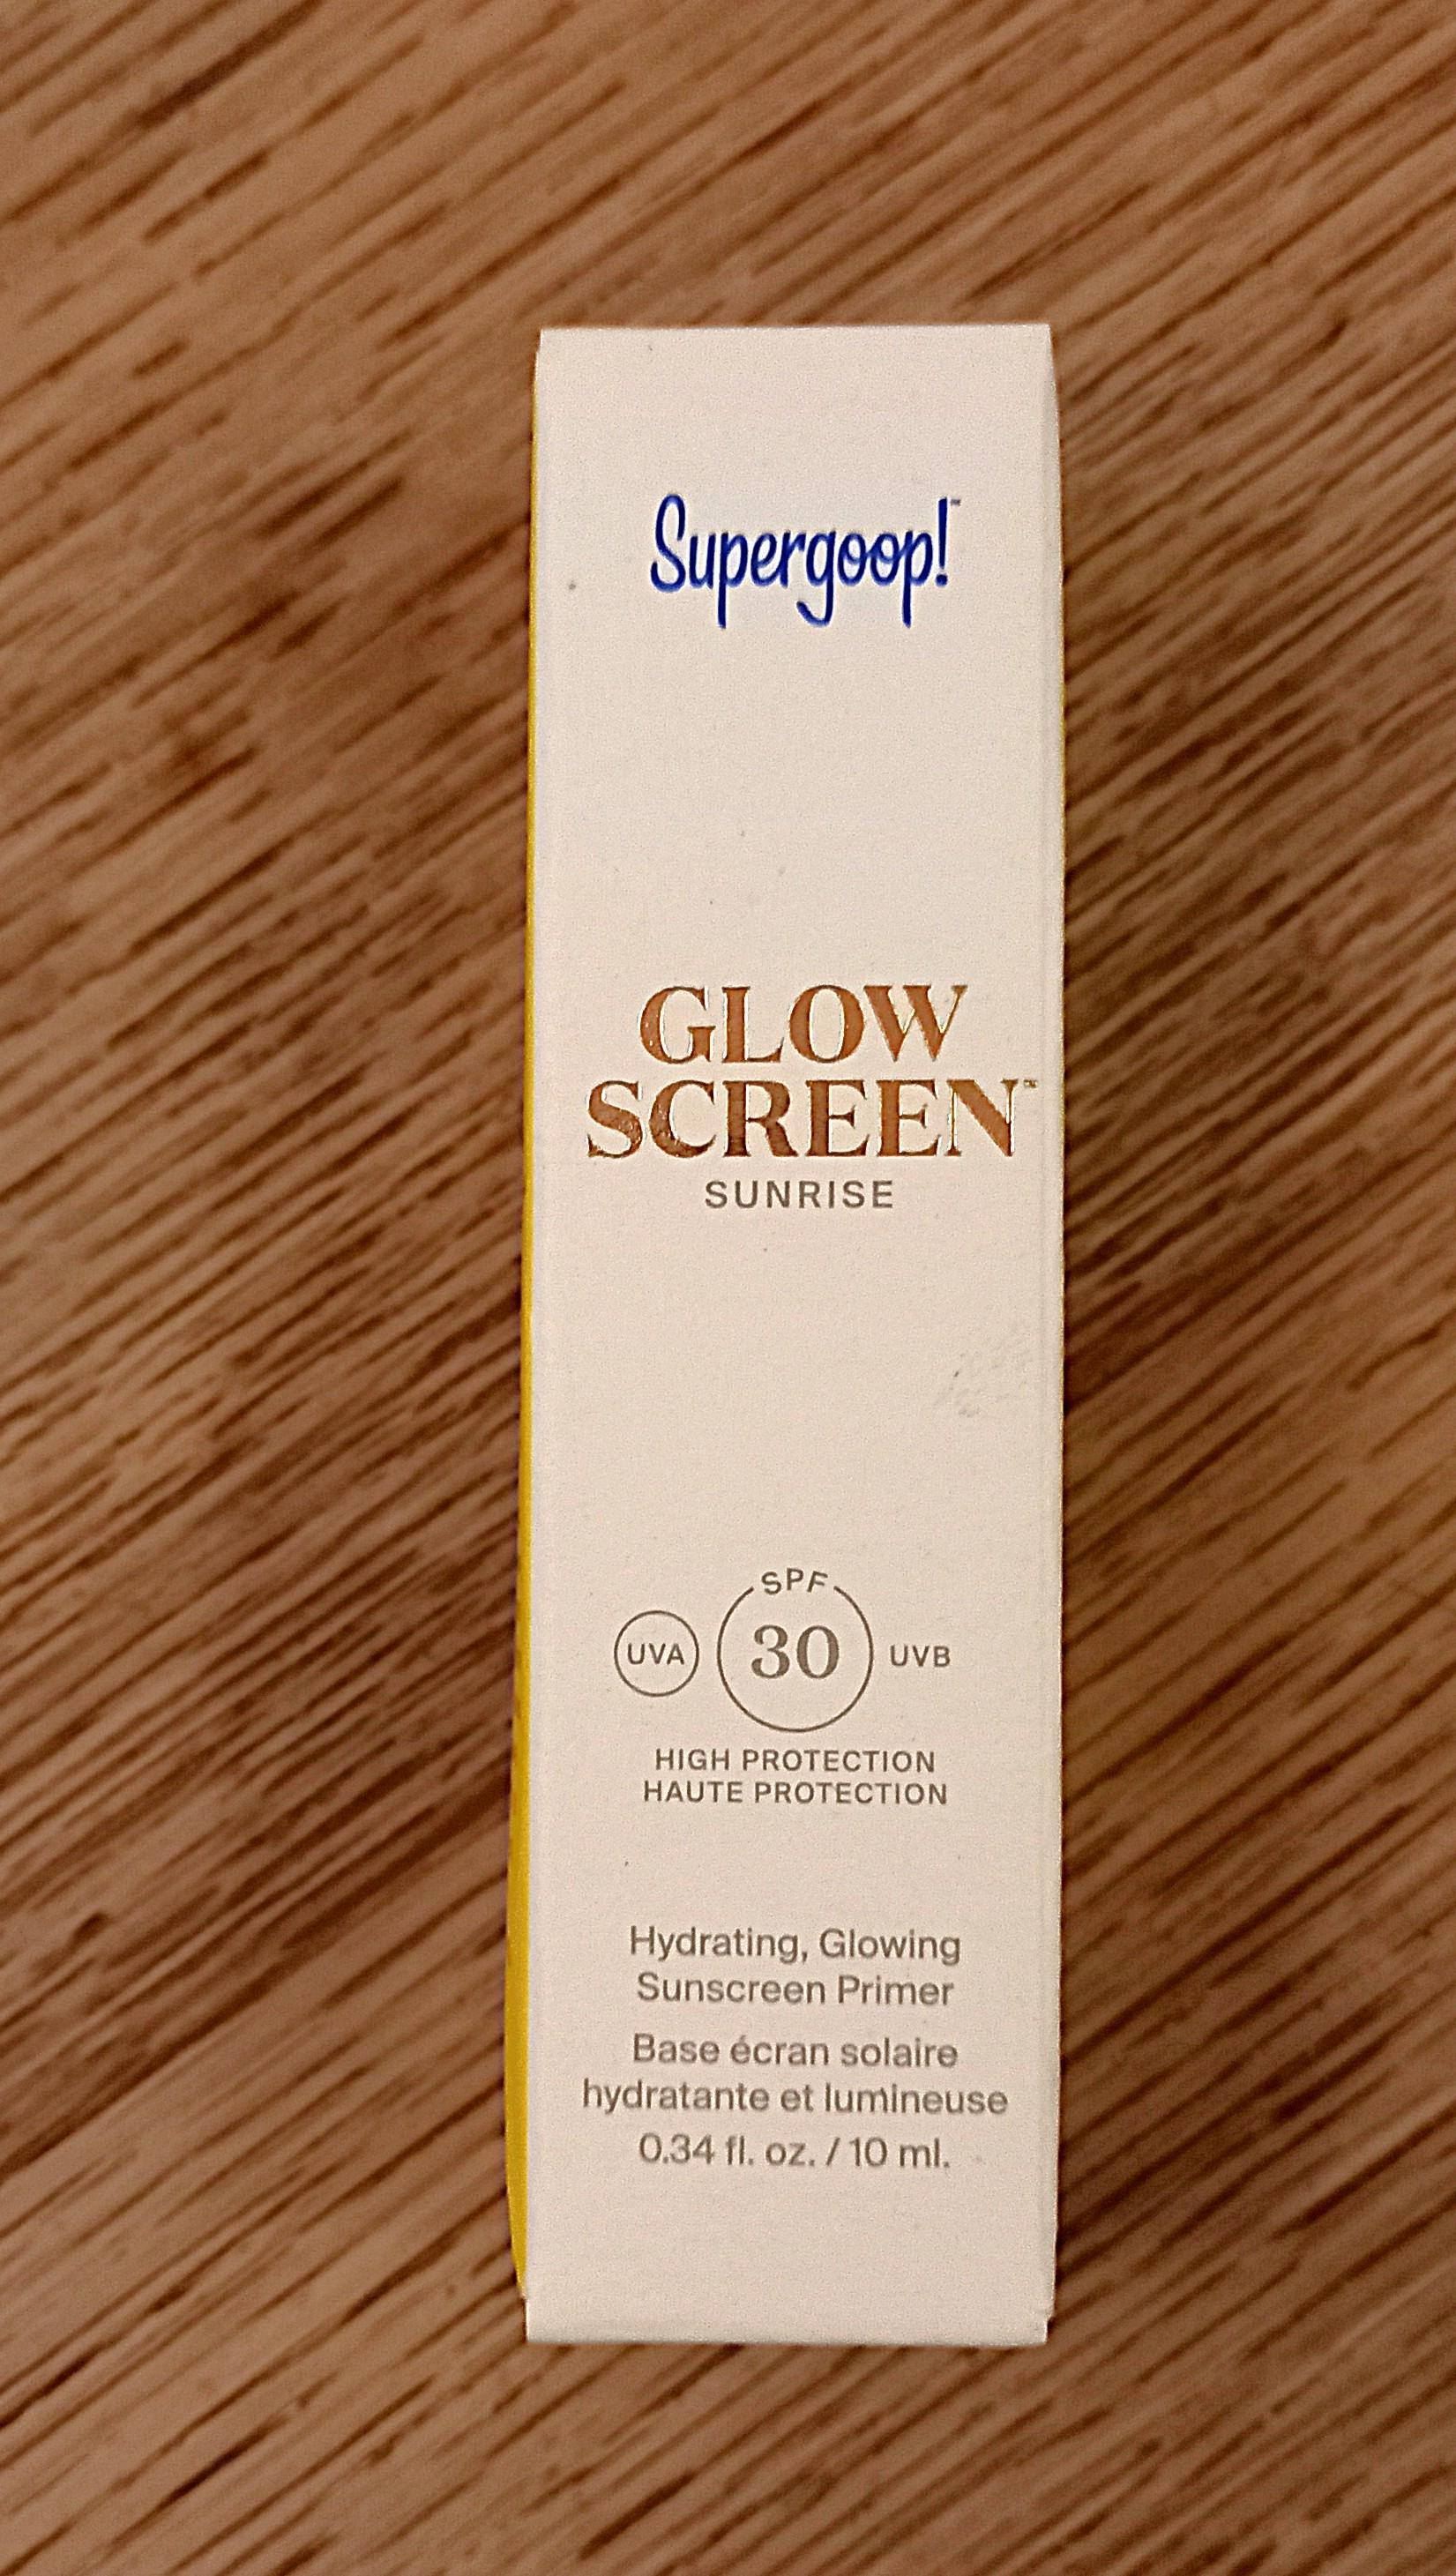 Supergoop!™
GLOW
SCREEN™
SUNRISE
SPF
UVA 30 UVB
HIGH PROTECTION
HAUTE PROTECTION
Hydrating, Glowing
Sunscreen Primer
Base écran solaire
hydratante et lumineuse
0.34 fl. oz. / 10 ml.